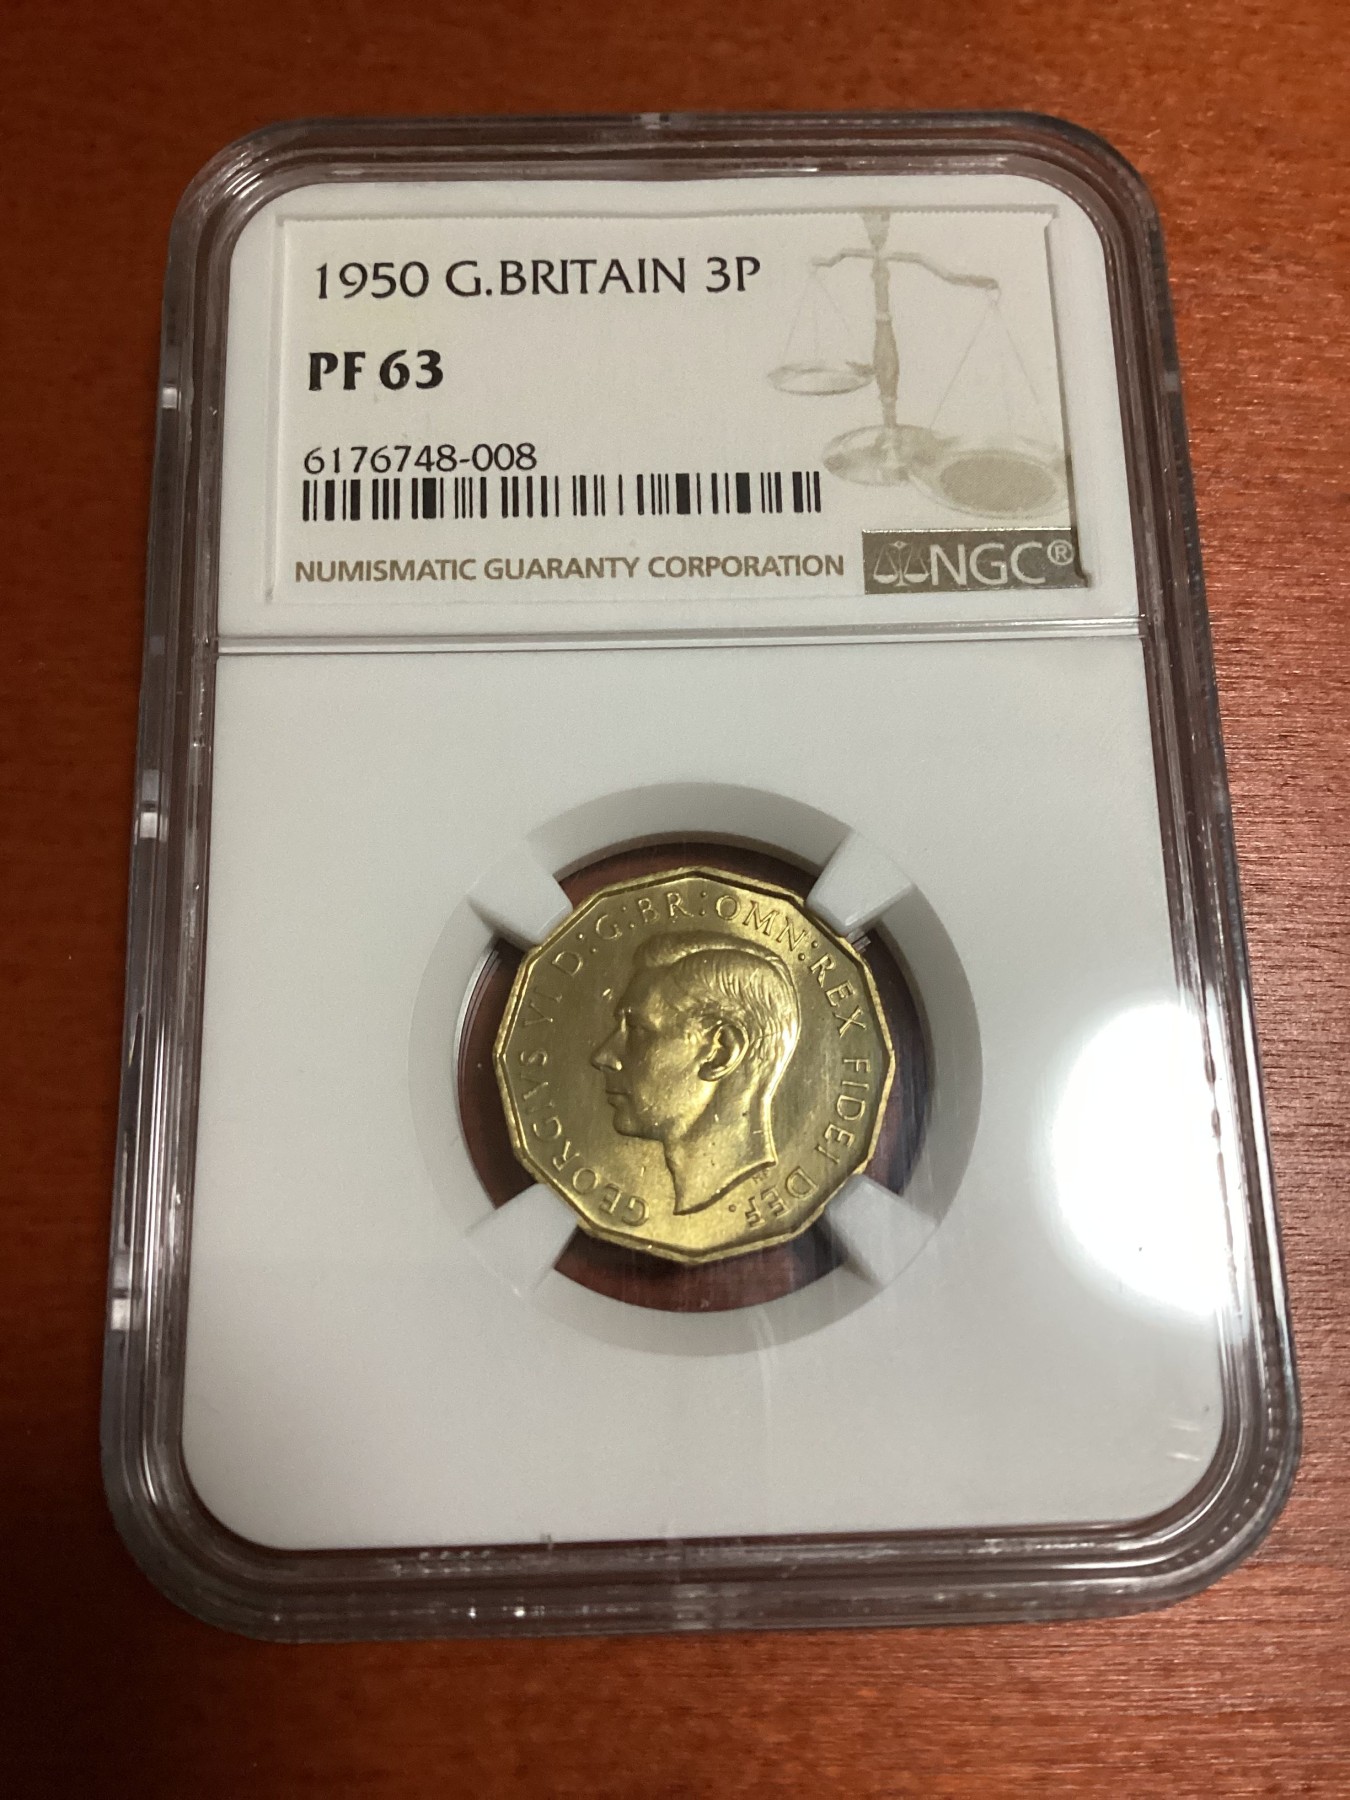 1950 G.BRITAIN 3P
PF 63
6176748-008
NUMISMATIC GUARANTY CORPORATION
NGC®
GEORGIVS VI D:G:BR:OMN:REX FIDEI DEF.